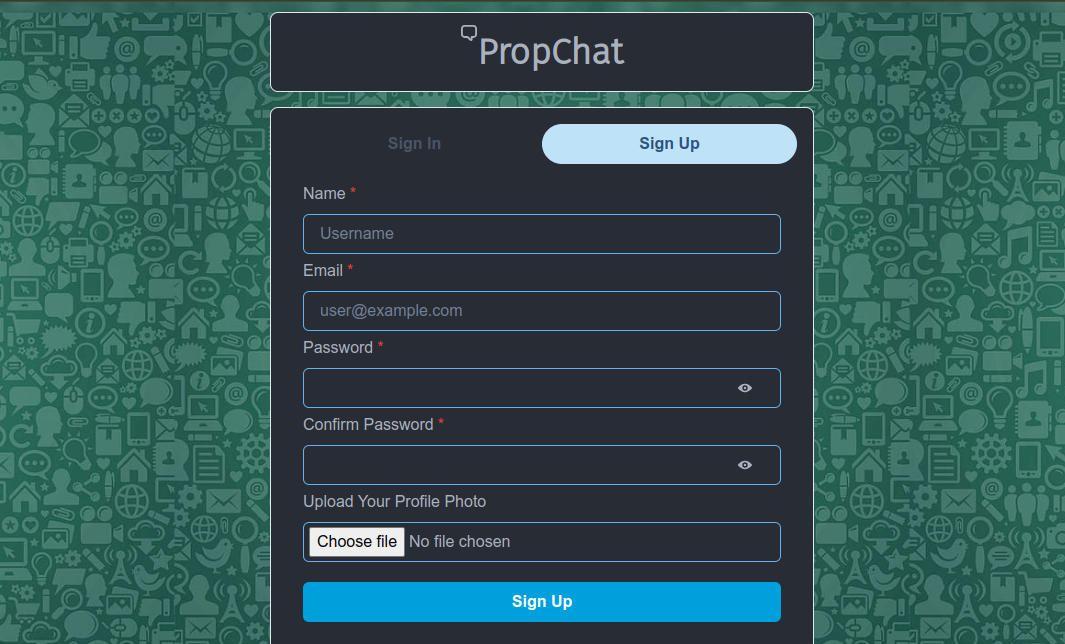 PropChat
Sign In
Sign Up
Name *
Username
Email *
user@example.com
Password *
Confirm Password *
Upload Your Profile Photo
Choose file No file chosen
Sign Up